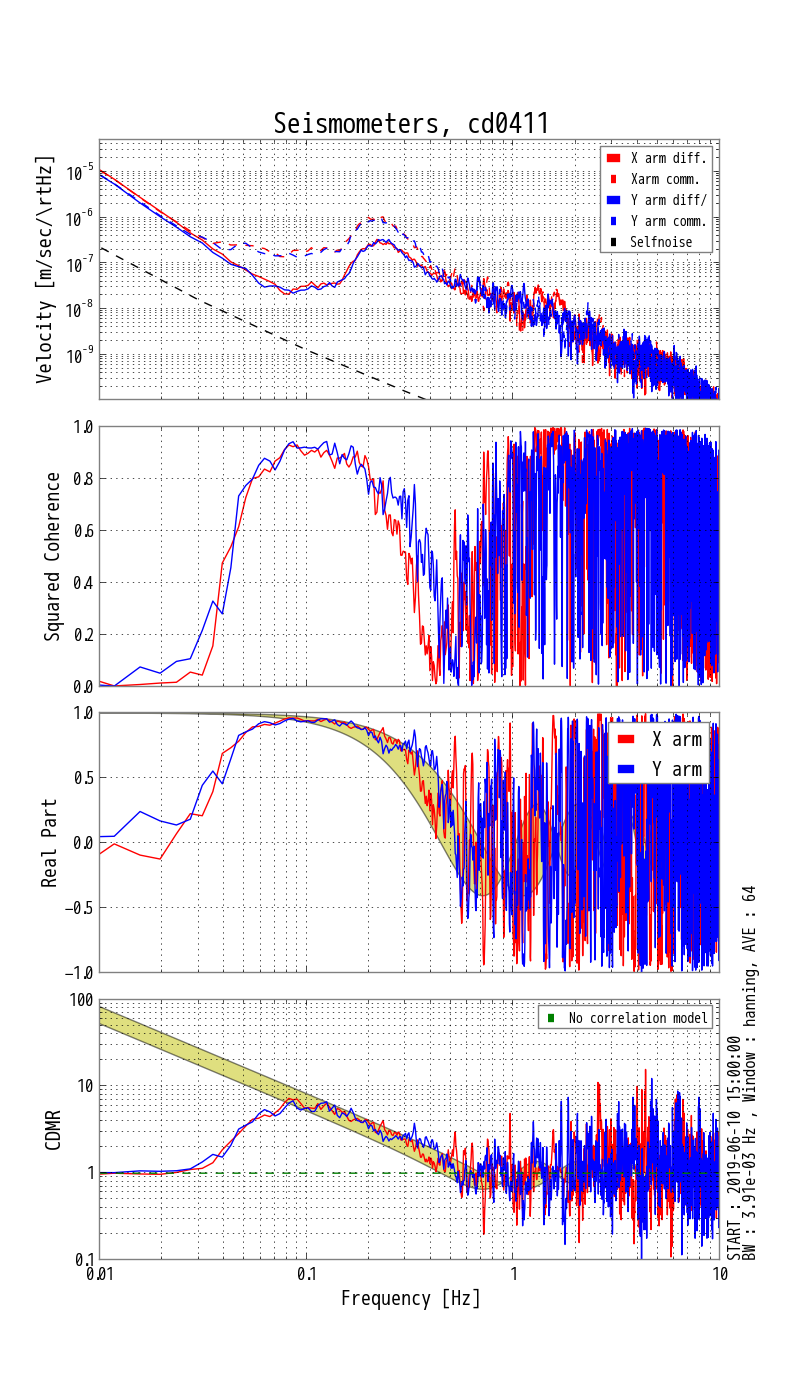 Seismometers, cd0411
Velocity [m/sec/\rtHz]
10^-5
10^-6
10^-7
10^-8
10^-9
X arm diff.
Xarm comm.
Y arm diff/
Y arm comm.
Selfnoise
Squared Coherence
1.0
0.8
0.6
0.4
0.2
0.0
Real Part
1.0
0.5
0.0
−0.5
−1.0
X arm
Y arm
CDMR
100
10
1
0.1
No correlation model
0.01
0.1
1
10
Frequency [Hz]
START : 2019-06-10 15:00:00
BW : 3.91e-03 Hz , Window : hanning, AVE : 64